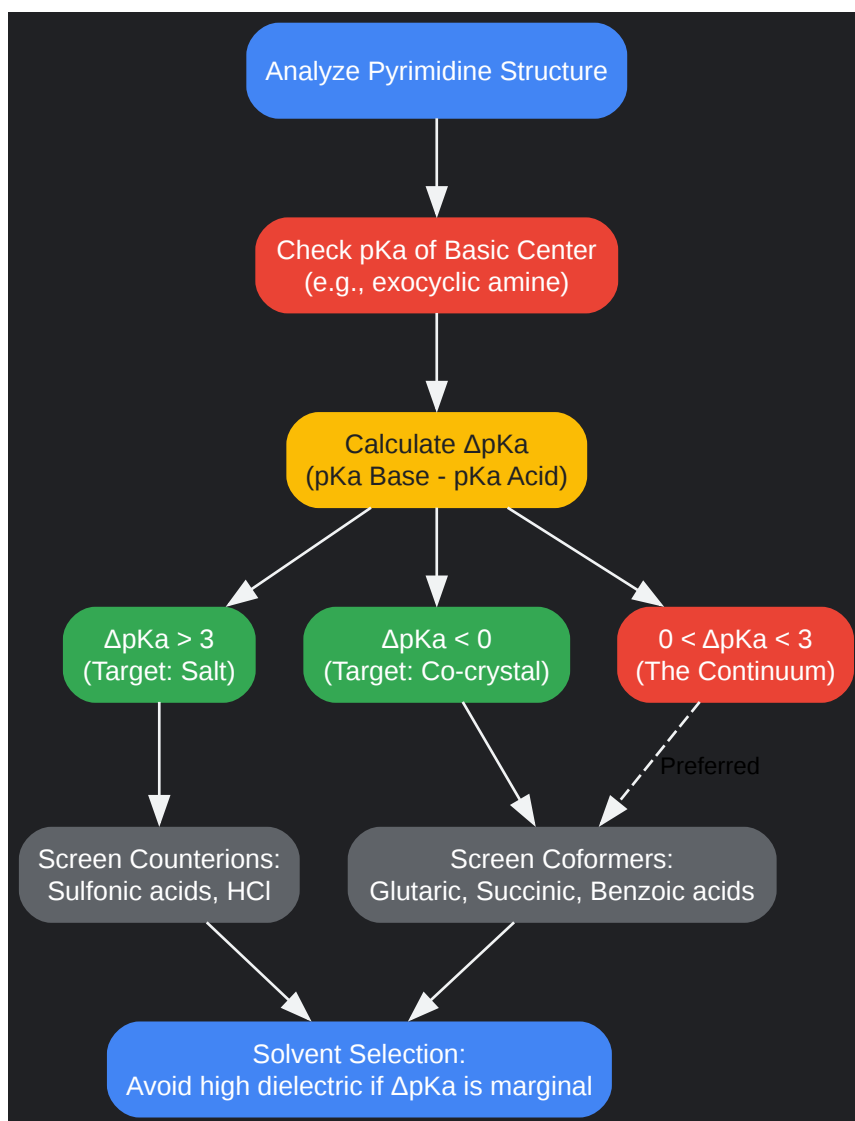 Analyze Pyrimidine Structure
Check pKa of Basic Center
(e.g., exocyclic amine)
Calculate ΔpKa
(pKa Base - pKa Acid)
ΔpKa > 3
(Target: Salt)
ΔpKa < 0
(Target: Co-crystal)
0 < ΔpKa < 3
(The Continuum)
Preferred
Screen Counterions:
Sulfonic acids, HCl
Screen Coformers:
Glutaric, Succinic, Benzoic acids
Solvent Selection:
Avoid high dielectric if ΔpKa is marginal